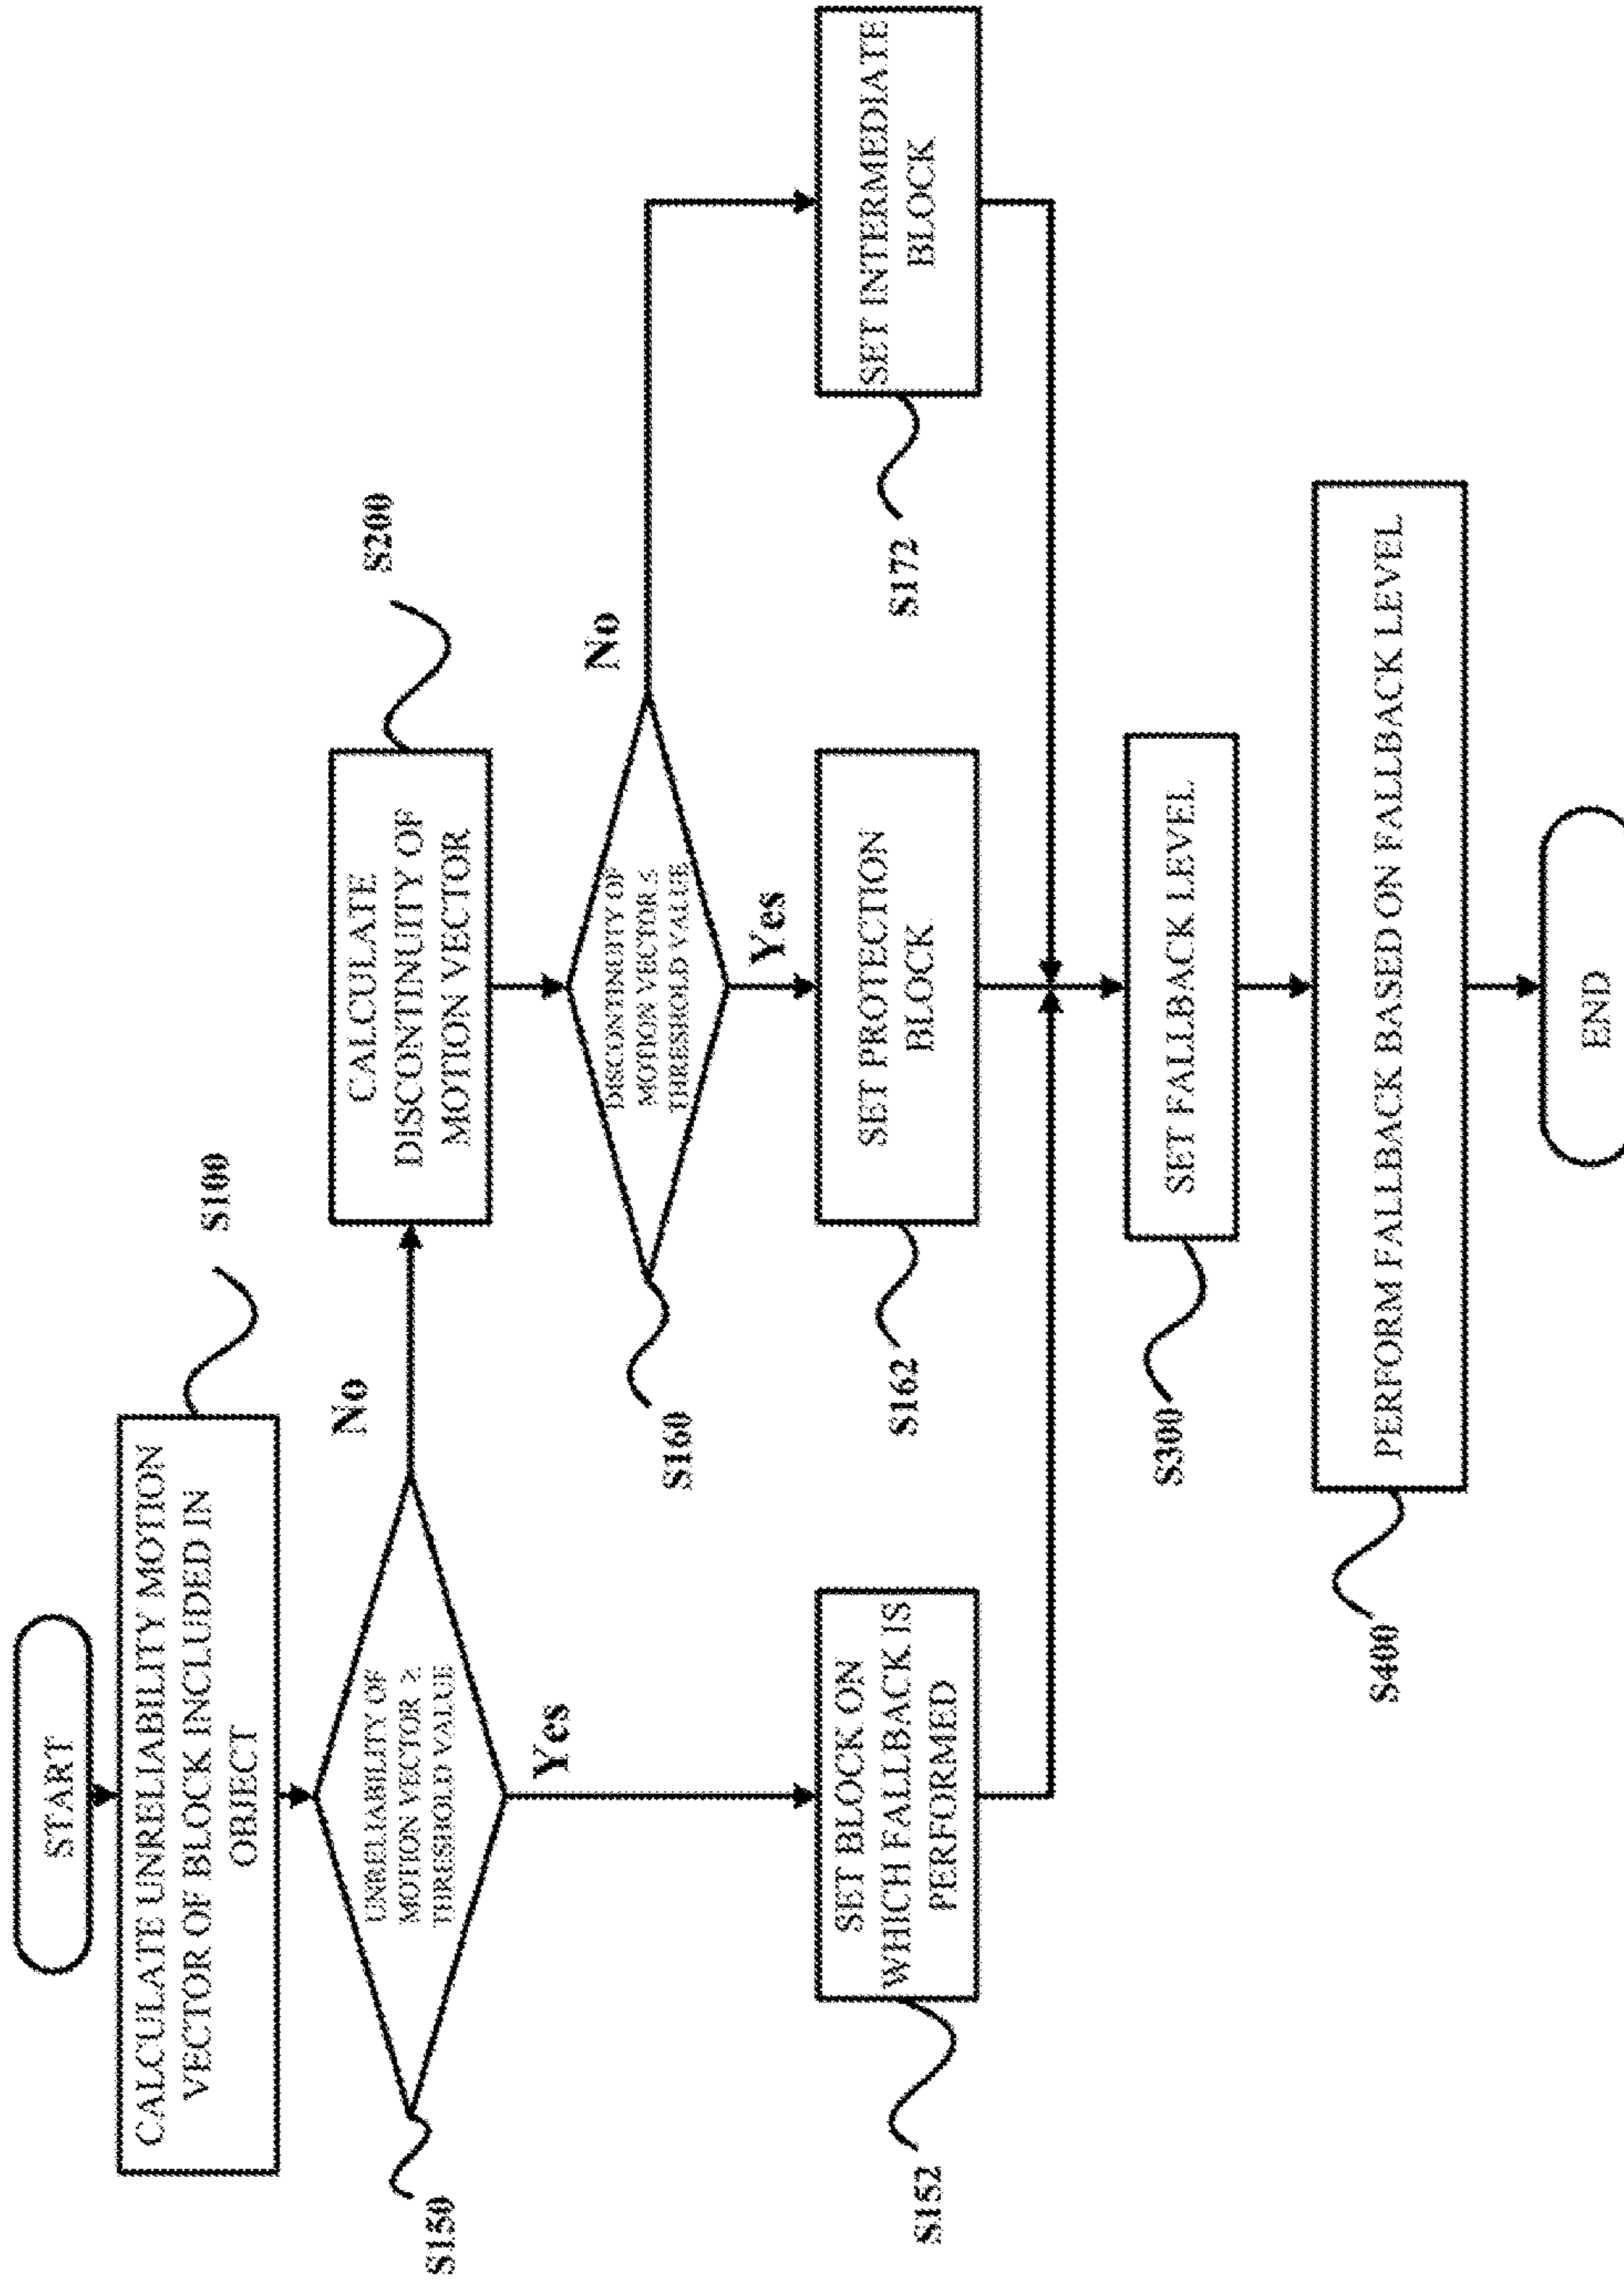 START
CALCULATE UNRELIABILITY MOTION
VECTOR OF BLOCK INCLUDED IN
OBJECT
S100
UNRELIABILITY OF
MOTION VECTOR ≥
THRESHOLD VALUE
S150
No
Yes
CALCULATE
DISCONTINUITY OF
MOTION VECTOR
S200
DISCONTINUITY OF
MOTION VECTOR ≤
THRESHOLD VALUE
S160
No
Yes
SET BLOCK ON
WHICH FALLBACK IS
PERFORMED
S152
SET PROTECTION
BLOCK
S162
SET INTERMEDIATE
BLOCK
S172
SET FALLBACK LEVEL
S300
PERFORM FALLBACK BASED ON FALLBACK LEVEL
S400
END